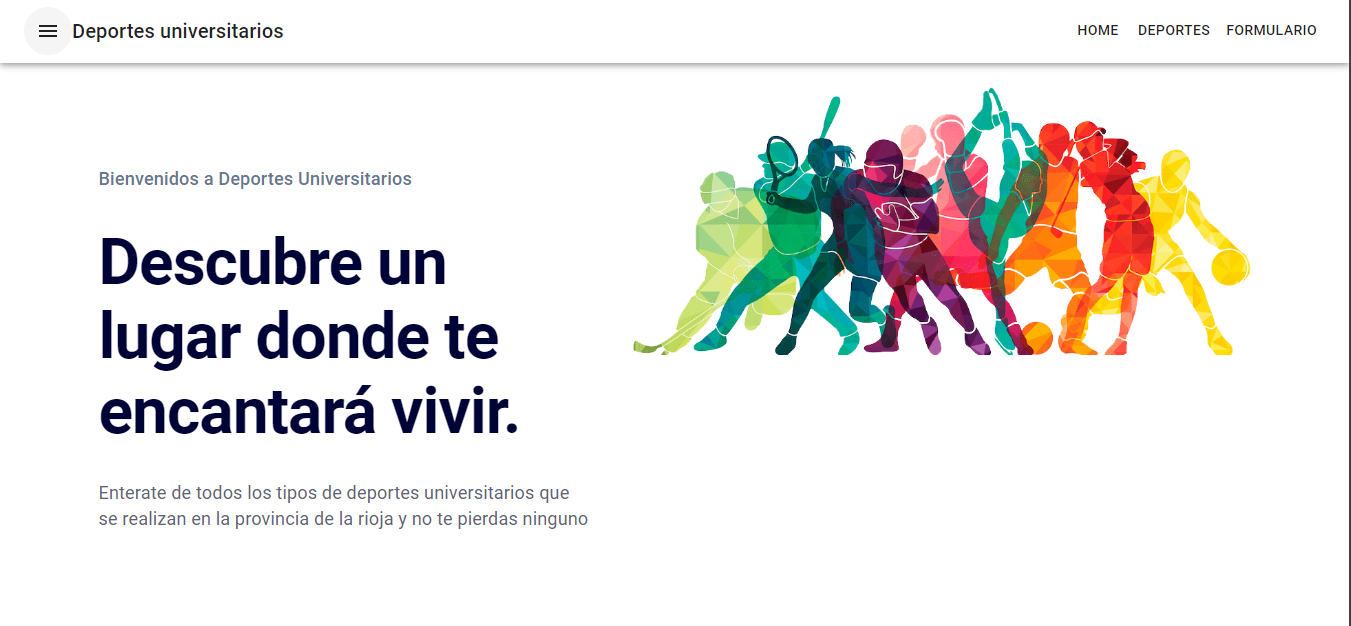 Deportes universitarios
HOME
DEPORTES
FORMULARIO
Bienvenidos a Deportes Universitarios
Descubre un
lugar donde te
encantará vivir.
Enterate de todos los tipos de deportes universitarios que
se realizan en la provincia de la rioja y no te pierdas ninguno